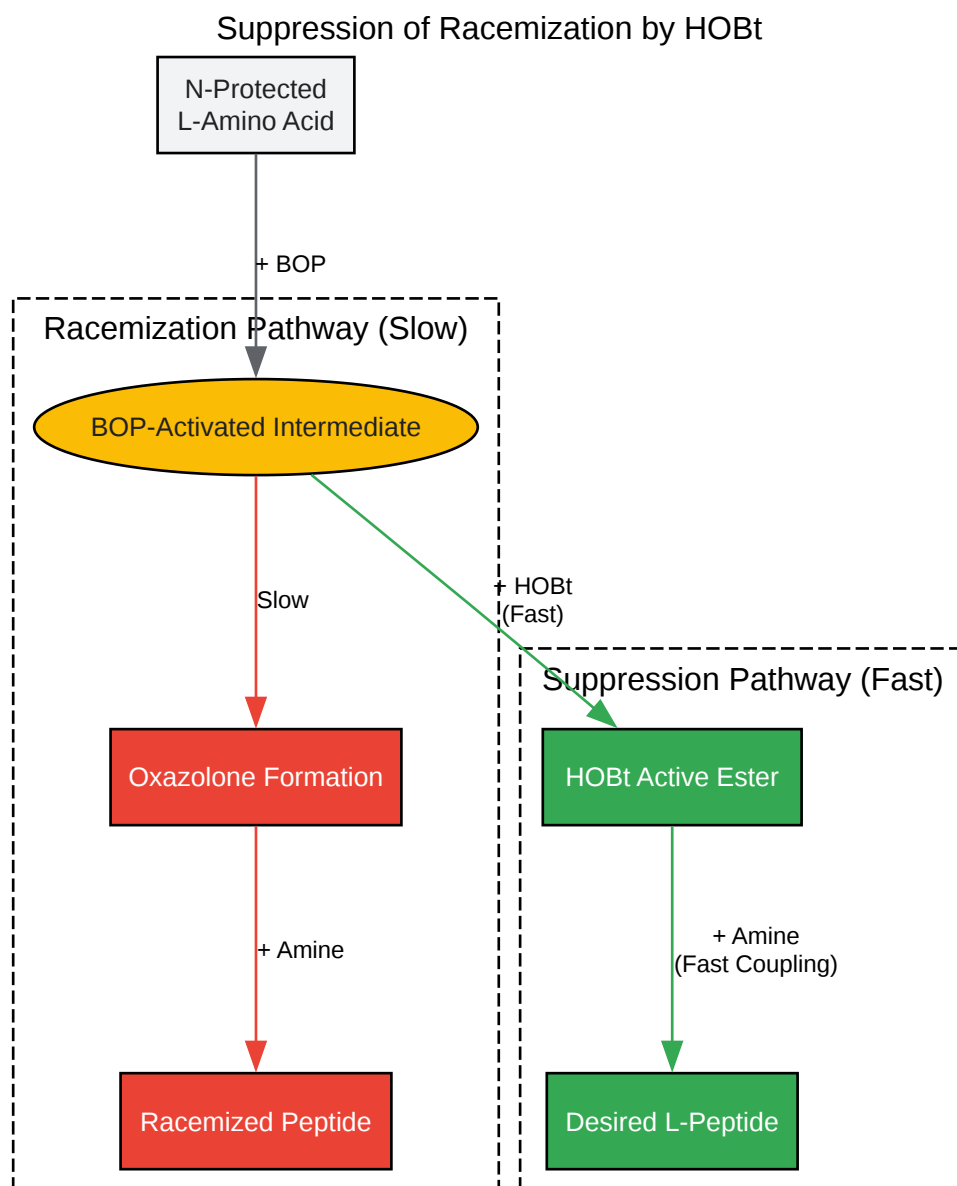 Suppression of Racemization by HOBt
N-Protected
L-Amino Acid
+ BOP
Racemization Pathway (Slow)
BOP-Activated Intermediate
Slow
+ HOBt
(Fast)
Suppression Pathway (Fast)
Oxazolone Formation
HOBt Active Ester
+ Amine
+ Amine
(Fast Coupling)
Racemized Peptide
Desired L-Peptide